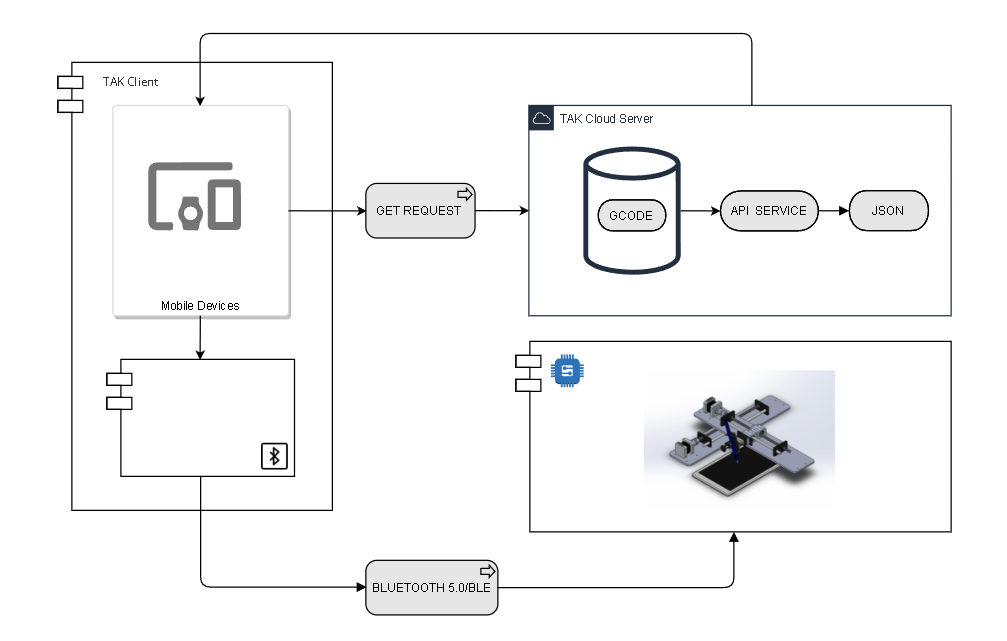 TAK Client
TAK Cloud Server
GET REQUEST
GCODE
API SERVICE
JSON
Mobile Devices
BLUETOOTH 5.0/BLE